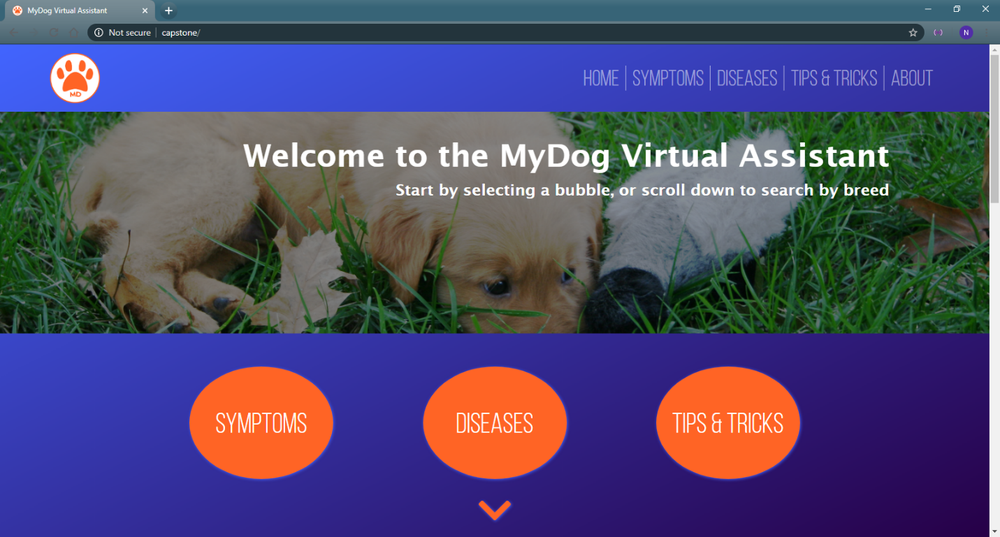 MyDog Virtual Assistant
Not secure | capstone/
N
MD
HOME | SYMPTOMS | DISEASES | TIPS & TRICKS | ABOUT
Welcome to the MyDog Virtual Assistant
Start by selecting a bubble, or scroll down to search by breed
SYMPTOMS DISEASES TIPS & TRICKS